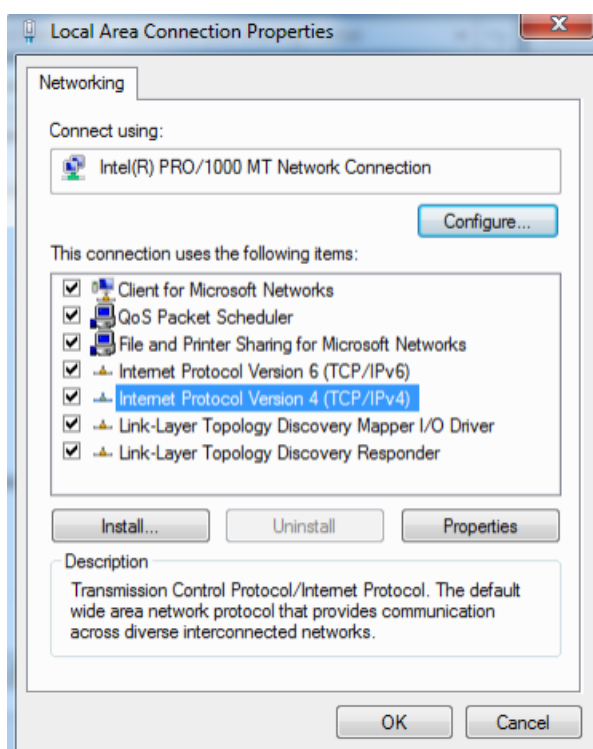 Local Area Connection Properties
Networking
Connect using:
Intel(R) PRO/1000 MT Network Connection
Configure...
This connection uses the following items:
Client for Microsoft Networks
QoS Packet Scheduler
File and Printer Sharing for Microsoft Networks
Internet Protocol Version 6 (TCP/IPv6)
Internet Protocol Version 4 (TCP/IPv4)
Link-Layer Topology Discovery Mapper I/O Driver
Link-Layer Topology Discovery Responder
Install... Uninstall Properties
Description
Transmission Control Protocol/Internet Protocol. The default
wide area network protocol that provides communication
across diverse interconnected networks.
OK Cancel